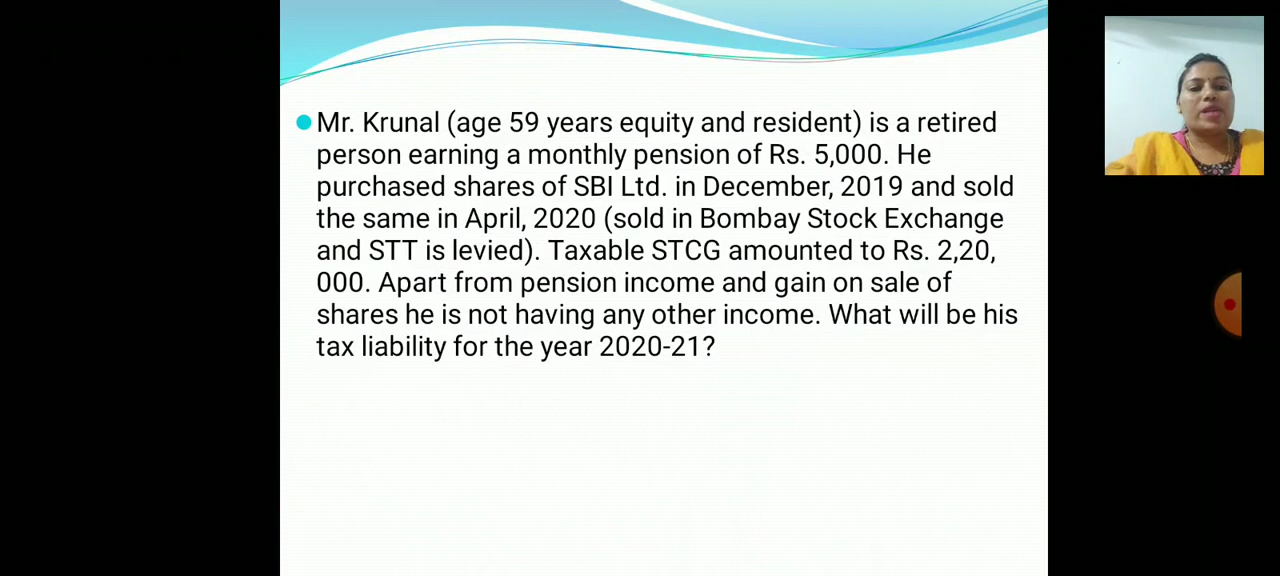 Mr. Krunal (age 59 years equity and resident) is a retired
person earning a monthly pension of Rs. 5,000. He
purchased shares of SBI Ltd. in December, 2019 and sold
the same in April, 2020 (sold in Bombay Stock Exchange
and STT is levied). Taxable STCG amounted to Rs. 2,20,
000. Apart from pension income and gain on sale of
shares he is not having any other income. What will be his
tax liability for the year 2020-21?